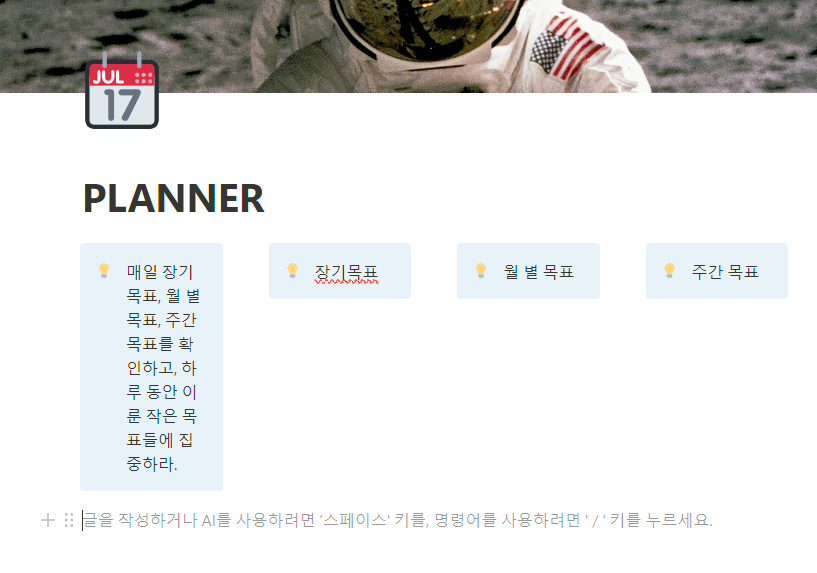 JUL
17
PLANNER
매일 장기
목표, 월 별
목표, 주간
목표를 확
인하고, 하
루 동안 이
룬 작은 목
표들에 집
중하라.
장기목표
월 별 목표
주간 목표
글을 작성하거나 AI를 사용하려면 '스페이스' 키를, 명령어를 사용하려면 ' / ' 키를 누르세요.